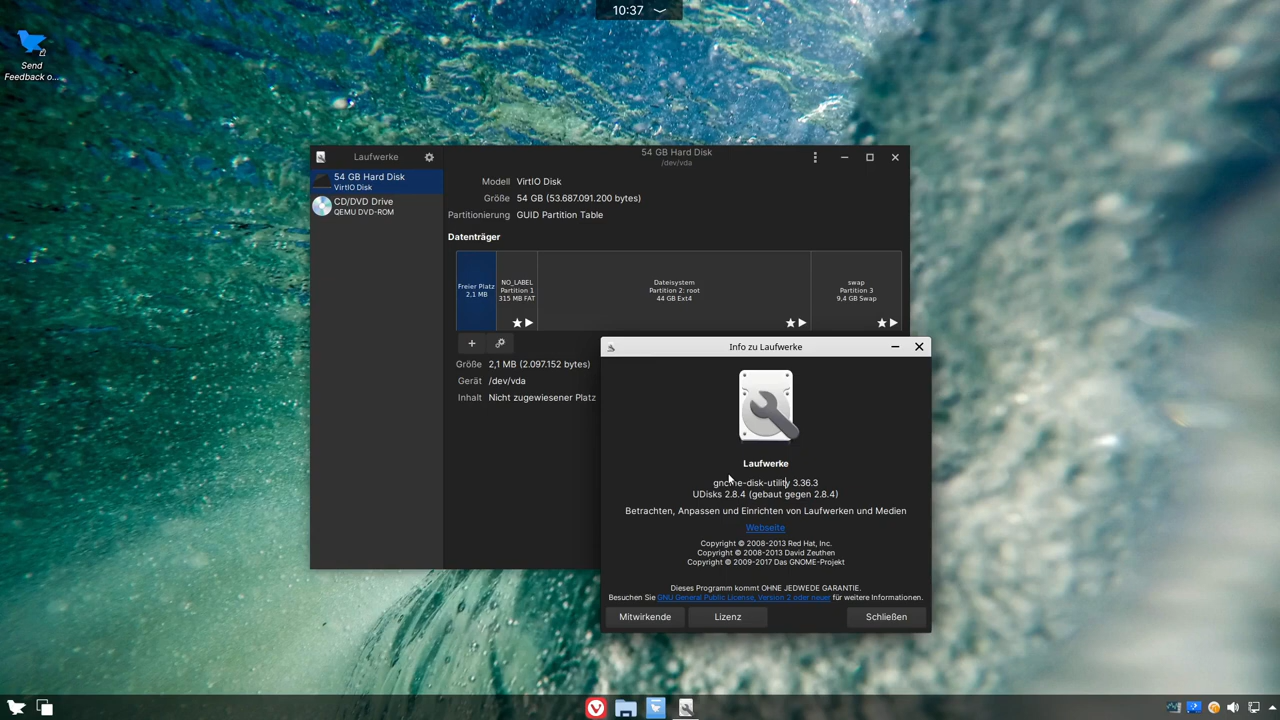 10:37
Send
Feedback o...
Laufwerke
54 GB Hard Disk
/dev/vda
54 GB Hard Disk
VirtIO Disk
CD/DVD Drive
QEMU DVD-ROM
Modell VirtIO Disk
Größe 54 GB (53.687.091.200 bytes)
Partitionierung GUID Partition Table
Datenträger
Freier Platz
2,1 MB
NO_LABEL
Partition 1
315 MB FAT
Dateisystem
Partition 2: root
44 GB Ext4
swap
Partition 3
9,4 GB Swap
Größe 2,1 MB (2.097.152 bytes)
Gerät /dev/vda
Inhalt Nicht zugewiesener Platz
Info zu Laufwerke
Laufwerke
gnome-disk-utility 3.36.3
UDisks 2.8.4 (gebaut gegen 2.8.4)
Betrachten, Anpassen und Einrichten von Laufwerken und Medien
Webseite
Copyright © 2008-2013 Red Hat, Inc.
Copyright © 2008-2013 David Zeuthen
Copyright © 2009-2017 Das GNOME-Projekt
Dieses Programm kommt OHNE JEDWEDE GARANTIE.
Besuchen Sie GNU General Public License, Version 2 oder neuer für weitere Informationen.
Mitwirkende
Lizenz
Schließen